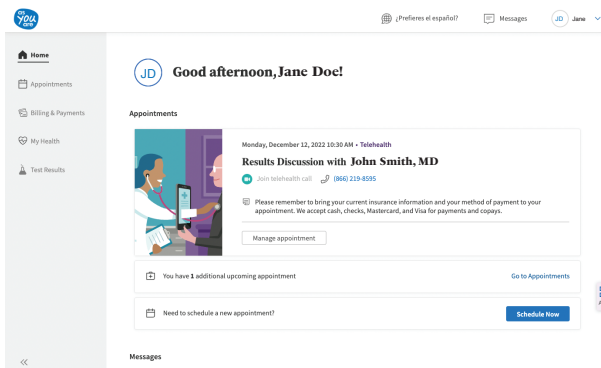 as
you
are
¿Prefieres el español?
Messages
JD
Jane
Home
Appointments
Billing & Payments
My Health
Test Results
JD
Good afternoon, Jane Doe!
Appointments
Monday, December 12, 2022 10:30 AM • Telehealth
Results Discussion with John Smith, MD
Join telehealth call
(866) 219-8595
Please remember to bring your current insurance information and your method of payment to your
appointment. We accept cash, checks, Mastercard, and Visa for payments and copays.
Manage appointment
You have 1 additional upcoming appointment
Go to Appointments
Need to schedule a new appointment?
Schedule Now
Messages